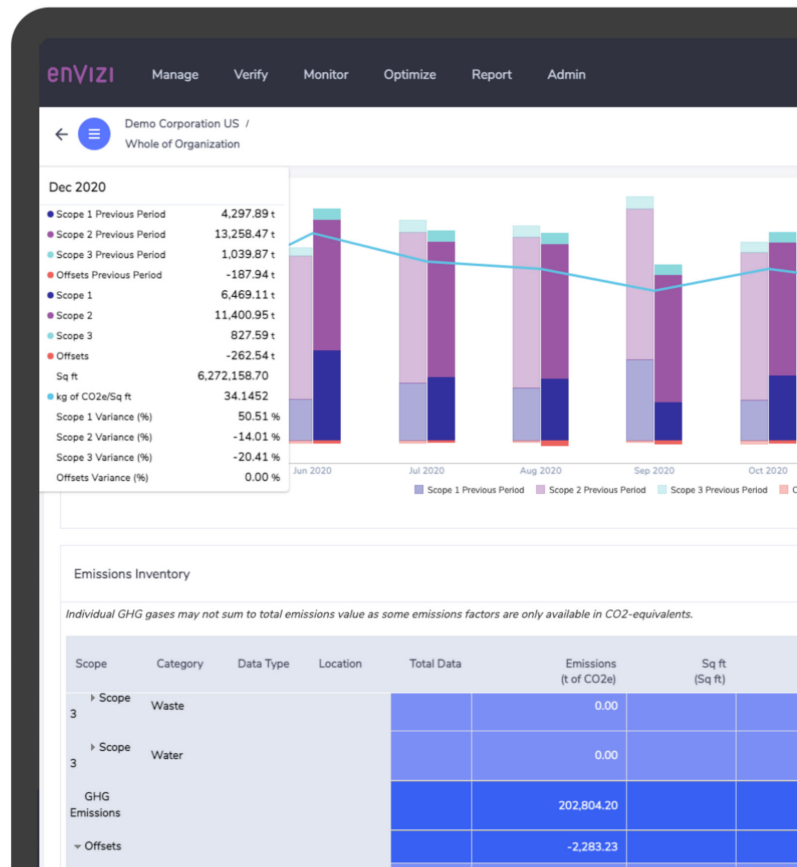 enVIZI
Manage Verify Monitor Optimize Report Admin
Demo Corporation US /
Whole of Organization
Dec 2020
Scope 1 Previous Period 4,297.89 t
Scope 2 Previous Period 13,258.47 t
Scope 3 Previous Period 1,039.87 t
Offsets Previous Period -187.94 t
Scope 1 6,469.11 t
Scope 2 11,400.95 t
Scope 3 827.59 t
Offsets -262.54 t
Sq ft 6,272,158.70
kg of CO2e/Sq ft 34.1452
Scope 1 Variance (%) 50.51 %
Scope 2 Variance (%) -14.01 %
Scope 3 Variance (%) -20.41 %
Offsets Variance (%) 0.00 %
Jun 2020 Jul 2020 Aug 2020 Sep 2020 Oct 2020
Scope 1 Previous Period Scope 2 Previous Period Scope 3 Previous Period
Emissions Inventory
Individual GHG gases may not sum to total emissions value as some emissions factors are only available in CO2-equivalents.
Scope Category Data Type Location Total Data Emissions Sq ft
(t of CO2e) (Sq ft)
Scope
3 Waste 0.00
Scope
3 Water 0.00
GHG
Emissions 202,804.20
Offsets -2,283.23